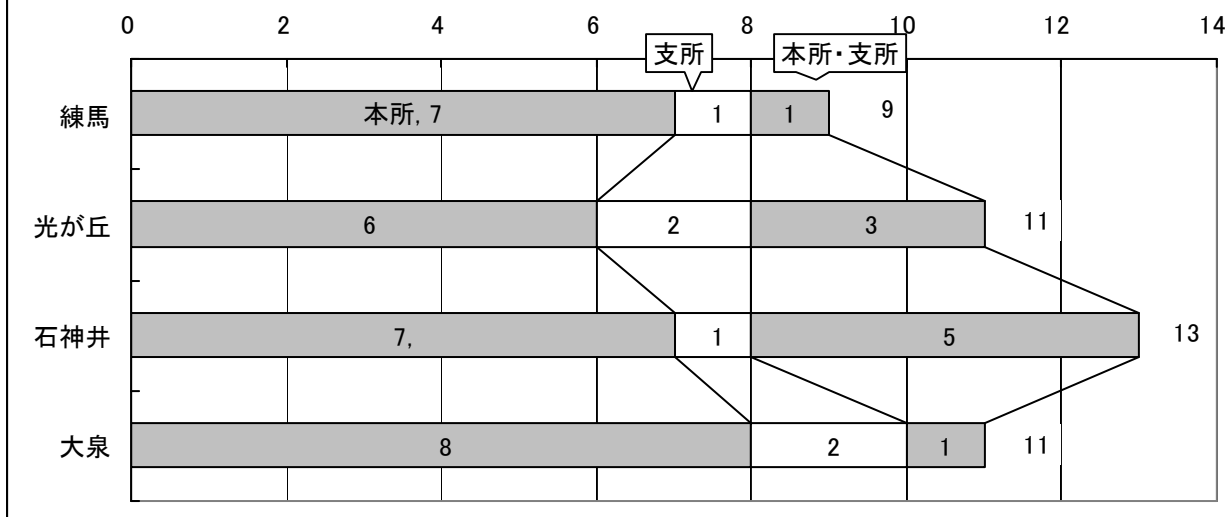 0 2 4 6 8 10 12 14
支所 本所・支所
練馬 本所, 7 1 1 9
光が丘 6 2 3 11
石神井 7, 1 5 13
大泉 8 2 1 11